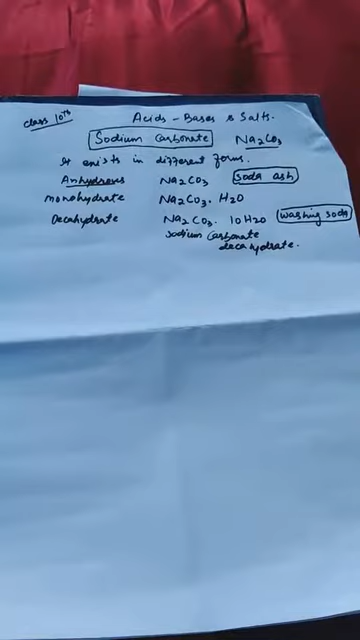 class 10th
Acids - Bases & Salts.
Sodium Carbonate Na2CO3
It exists in different forms.
Anhydrous Na2CO3 soda ash
Monohydrate Na2CO3. H2O
Decahydrate Na2CO3. 10H2O washing soda
Sodium Carbonate
decahydrate.